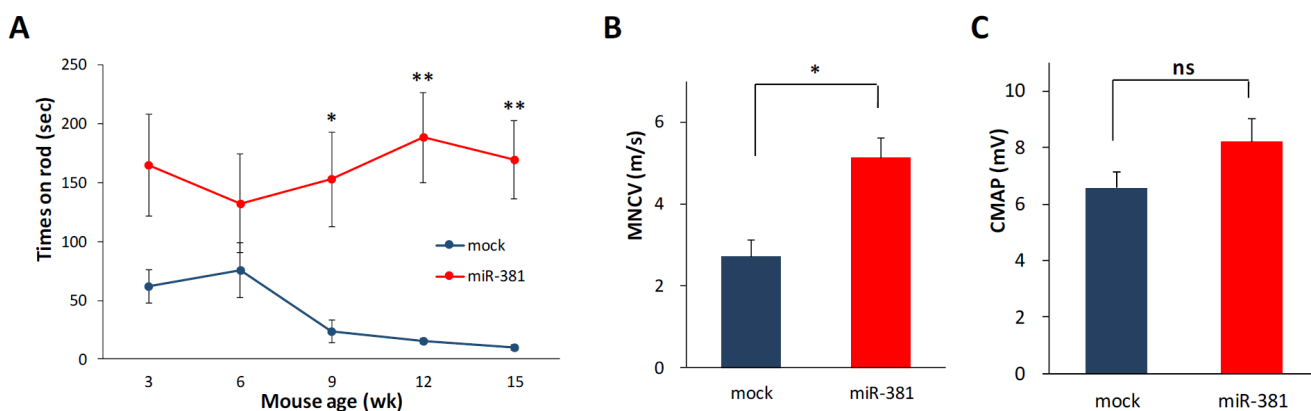 A
250
200
150
100
50
0
Times on rod (sec)
*
**
**
mock
miR-381
3 6 9 12 15
Mouse age (wk)
B
*
6
4
2
0
MNCV (m/s)
mock miR-381
C
ns
10
8
6
4
2
0
CMAP (mV)
mock miR-381